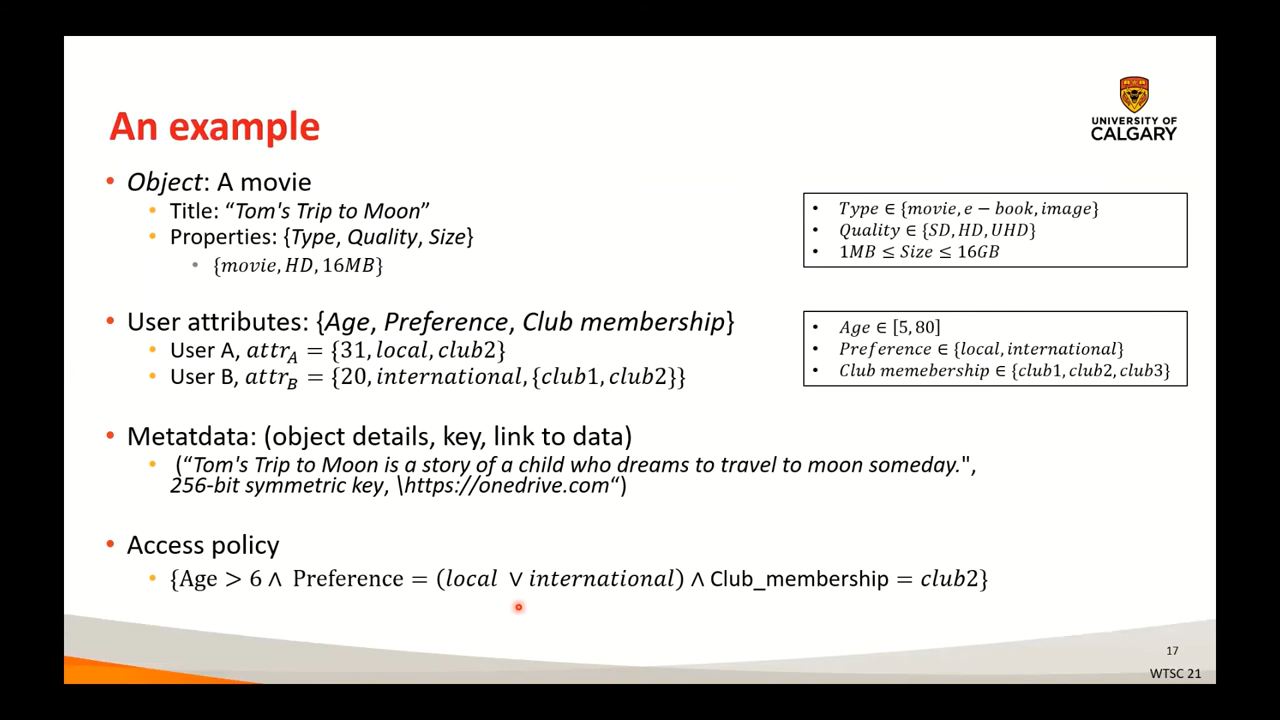 An example
UNIVERSITY OF
CALGARY
• Object: A movie
• Title: “Tom's Trip to Moon”
• Properties: {Type, Quality, Size}
• {movie, HD, 16MB}
• Type ∈ {movie, e − book, image}
• Quality ∈ {SD, HD, UHD}
• 1MB ≤ Size ≤ 16GB
• User attributes: {Age, Preference, Club membership}
• User A, attr_A = {31, local, club2}
• User B, attr_B = {20, international, {club1, club2}}
• Age ∈ [5, 80]
• Preference ∈ {local, international}
• Club memebership ∈ {club1, club2, club3}
• Metatdata: (object details, key, link to data)
• (“Tom's Trip to Moon is a story of a child who dreams to travel to moon someday.",
256-bit symmetric key, \https://onedrive.com“)
• Access policy
• {Age > 6 ∧ Preference = (local ∨ international) ∧ Club_membership = club2}
17
WTSC 21